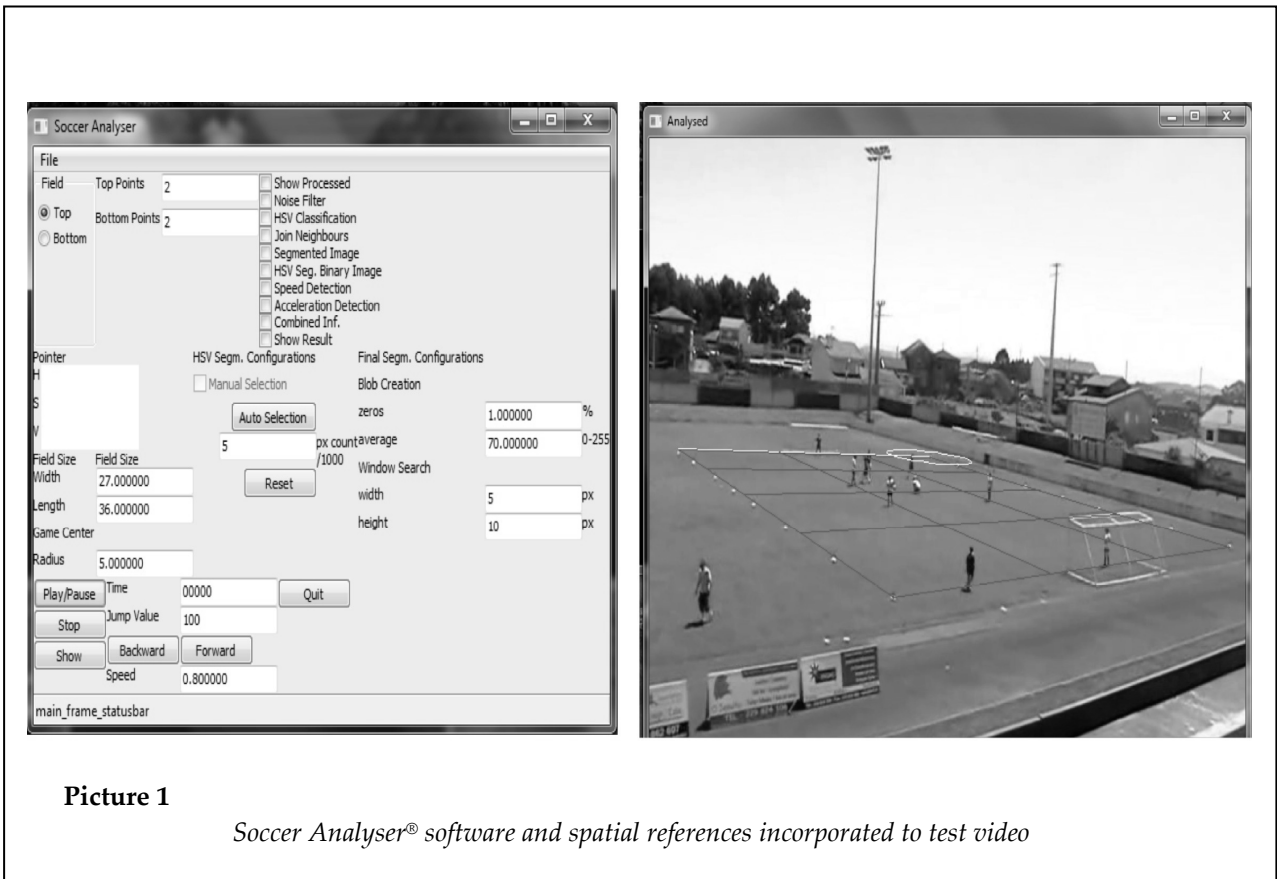 Soccer Analyser
File
Field
Top
Bottom
Top Points 2
Bottom Points 2
Show Processed
Noise Filter
HSV Classification
Join Neighbours
Segmented Image
HSV Seg. Binary Image
Speed Detection
Acceleration Detection
Combined Inf.
Show Result
Pointer
H
S
V
HSV Segm. Configurations
Manual Selection
Auto Selection
5 px count
/1000
Reset
Final Segm. Configurations
Blob Creation
zeros 1.000000 %
average 70.000000 0-255
Window Search
width 5 px
height 10 px
Field Size Field Size
Width 27.000000
Length 36.000000
Game Center
Radius 5.000000
Play/Pause Time 00000 Quit
Stop Jump Value 100
Show Backward Forward
Speed 0.800000
main_frame_statusbar
Analysed
Picture 1
Soccer Analyser® software and spatial references incorporated to test video